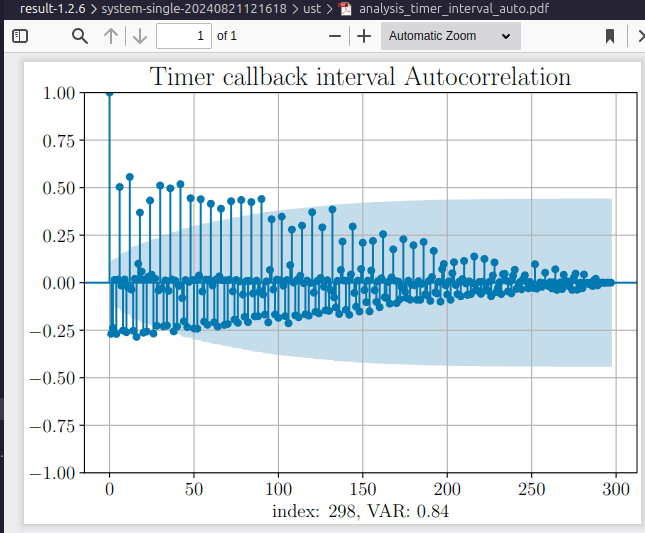 result-1.2.6 > system-single-20240821121618 > ust > analysis_timer_interval_auto.pdf
1 of 1
Automatic Zoom
Timer callback interval Autocorrelation
1.00
0.75
0.50
0.25
0.00
−0.25
−0.50
−0.75
−1.00
0 50 100 150 200 250 300
index: 298, VAR: 0.84